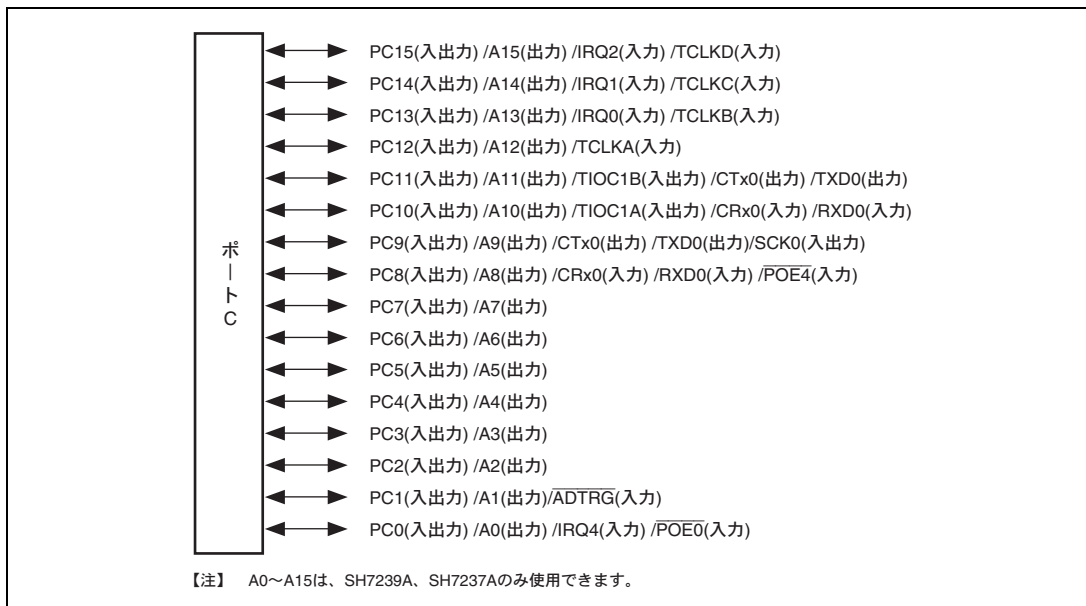 PC15(入出力) /A15(出力) /IRQ2(入力) /TCLKD(入力)
PC14(入出力) /A14(出力) /IRQ1(入力) /TCLKC(入力)
PC13(入出力) /A13(出力) /IRQ0(入力) /TCLKB(入力)
PC12(入出力) /A12(出力) /TCLKA(入力)
PC11(入出力) /A11(出力) /TIOC1B(入出力) /CTx0(出力) /TXD0(出力)
PC10(入出力) /A10(出力) /TIOC1A(入出力) /CRx0(入力) /RXD0(入力)
PC9(入出力) /A9(出力) /CTx0(出力) /TXD0(出力)/SCK0(入出力)
PC8(入出力) /A8(出力) /CRx0(入力) /RXD0(入力) /POE4(入力)
ポートC
PC7(入出力) /A7(出力)
PC6(入出力) /A6(出力)
PC5(入出力) /A5(出力)
PC4(入出力) /A4(出力)
PC3(入出力) /A3(出力)
PC2(入出力) /A2(出力)
PC1(入出力) /A1(出力)/ADTRG(入力)
PC0(入出力) /A0(出力) /IRQ4(入力) /POE0(入力)
【注】 A0〜A15は、SH7239A、SH7237Aのみ使用できます。